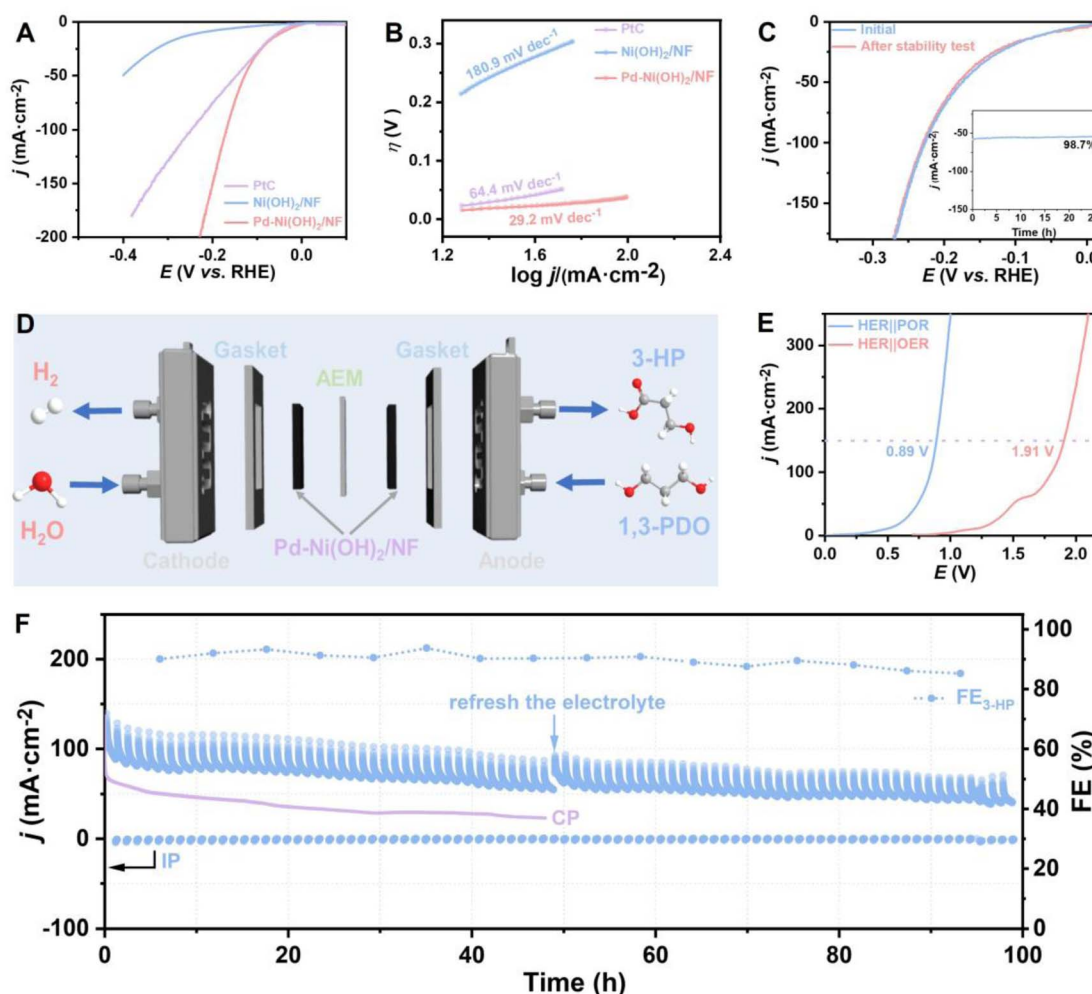 A
j (mA·cm-2)
0
-50
-100
-150
-200
PtC
Ni(OH)2/NF
Pd-Ni(OH)2/NF
-0.4
-0.2
0.0
E (V vs. RHE)
B
η (V)
0.3
0.2
0.1
0.0
180.9 mV dec-1
64.4 mV dec-1
29.2 mV dec-1
PtC
Ni(OH)2/NF
Pd-Ni(OH)2/NF
1.2
1.6
2.0
2.4
log j/(mA·cm-2)
C
j (mA·cm-2)
0
-50
-100
-150
Initial
After stability test
j (mA·cm-2)
0
-50
-100
-150
98.7%
0
5
10
15
20
25
Time (h)
-0.3
-0.2
-0.1
0.0
E (V vs. RHE)
D
Gasket
Gasket
AEM
H2
H2O
3-HP
1,3-PDO
Cathode
Pd-Ni(OH)2/NF
Anode
E
j (mA·cm-2)
300
200
100
0
HER||POR
HER||OER
0.89 V
1.91 V
0.0
0.5
1.0
1.5
2.0
E (V)
F
j (mA·cm-2)
200
100
0
-100
refresh the electrolyte
FE3-HP
CP
IP
FE (%)
100
90
80
70
60
50
40
30
20
10
0
0
20
40
60
80
100
Time (h)